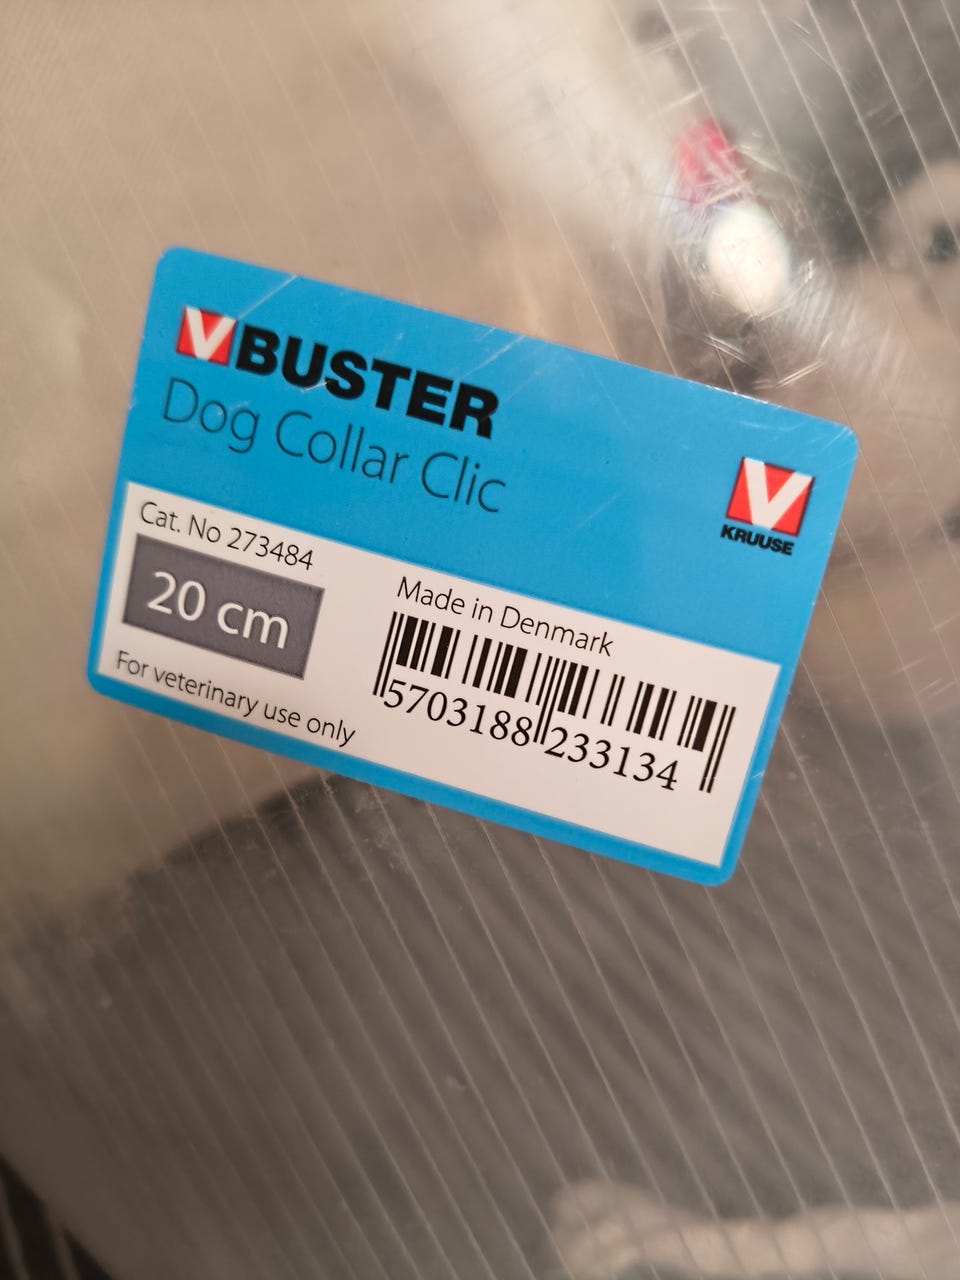 BUSTER
Dog Collar Clic
KRUUSE
Cat. No 273484
20 cm
For veterinary use only
Made in Denmark
5703188 233134